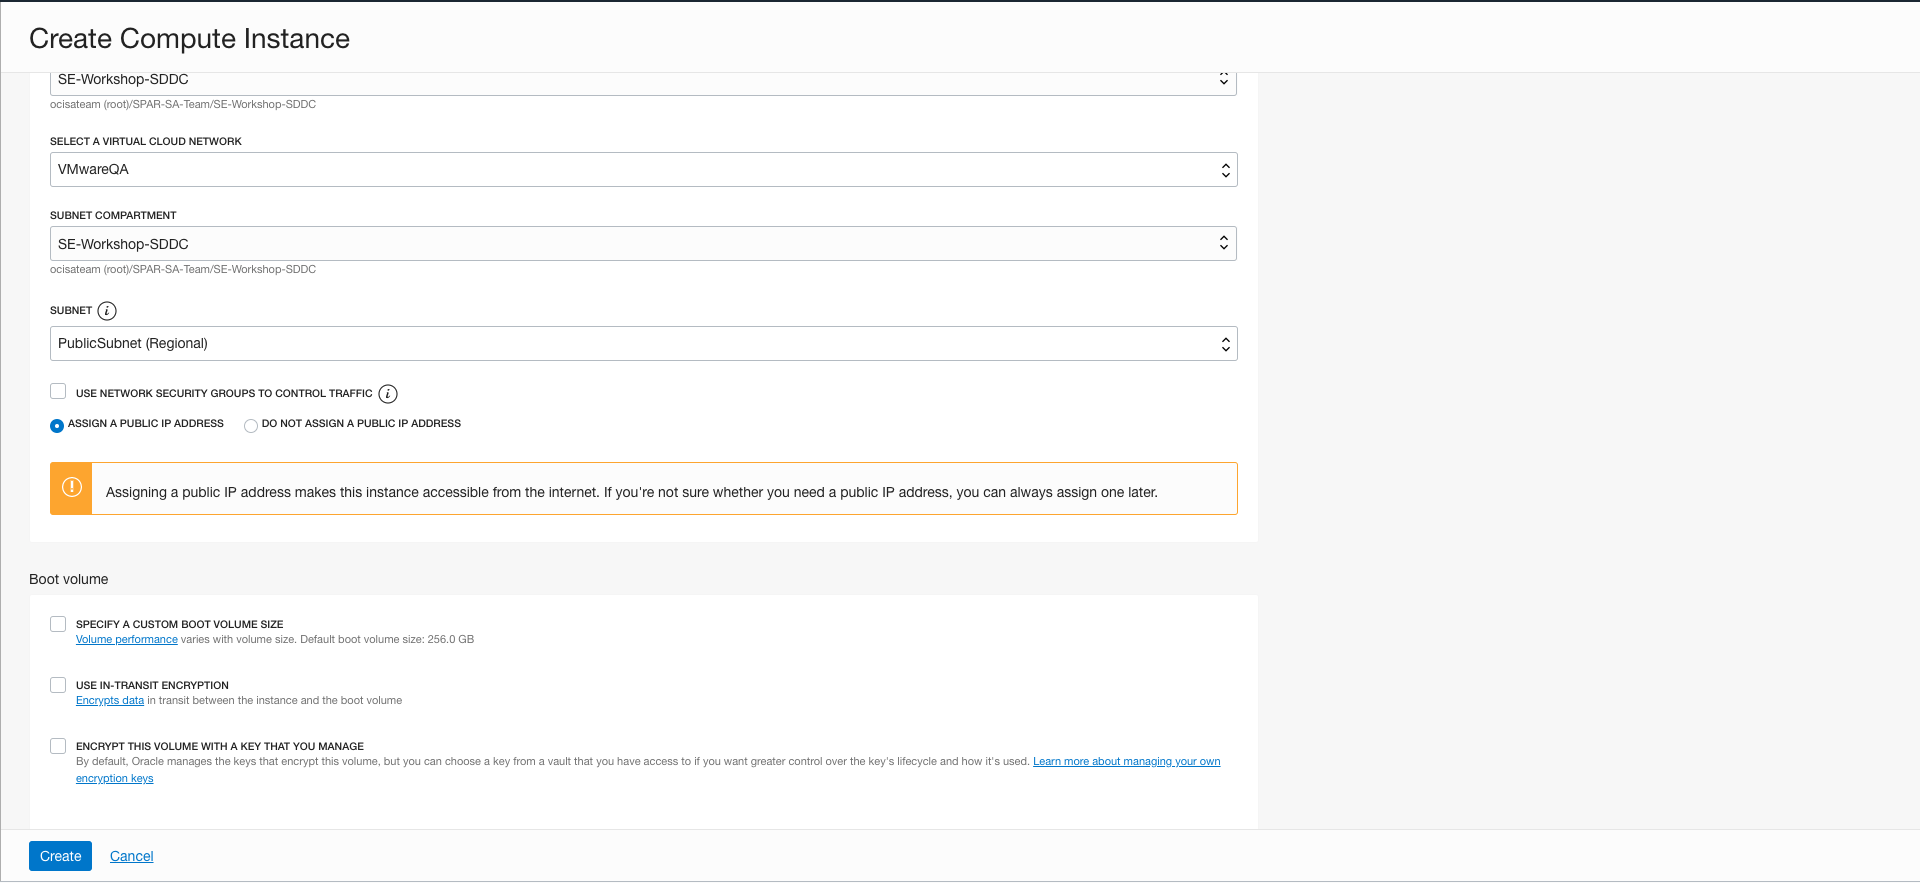 Create Compute Instance
SE-Workshop-SDDC
ocisateam (root)/SPAR-SA-Team/SE-Workshop-SDDC
SELECT A VIRTUAL CLOUD NETWORK
VMwareQA
SUBNET COMPARTMENT
SE-Workshop-SDDC
ocisateam (root)/SPAR-SA-Team/SE-Workshop-SDDC
SUBNET i
PublicSubnet (Regional)
USE NETWORK SECURITY GROUPS TO CONTROL TRAFFIC i
ASSIGN A PUBLIC IP ADDRESS DO NOT ASSIGN A PUBLIC IP ADDRESS
Assigning a public IP address makes this instance accessible from the internet. If you're not sure whether you need a public IP address, you can always assign one later.
Boot volume
SPECIFY A CUSTOM BOOT VOLUME SIZE
Volume performance varies with volume size. Default boot volume size: 256.0 GB
USE IN-TRANSIT ENCRYPTION
Encrypts data in transit between the instance and the boot volume
ENCRYPT THIS VOLUME WITH A KEY THAT YOU MANAGE
By default, Oracle manages the keys that encrypt this volume, but you can choose a key from a vault that you have access to if you want greater control over the key's lifecycle and how it's used. Learn more about managing your own
encryption keys
Create Cancel